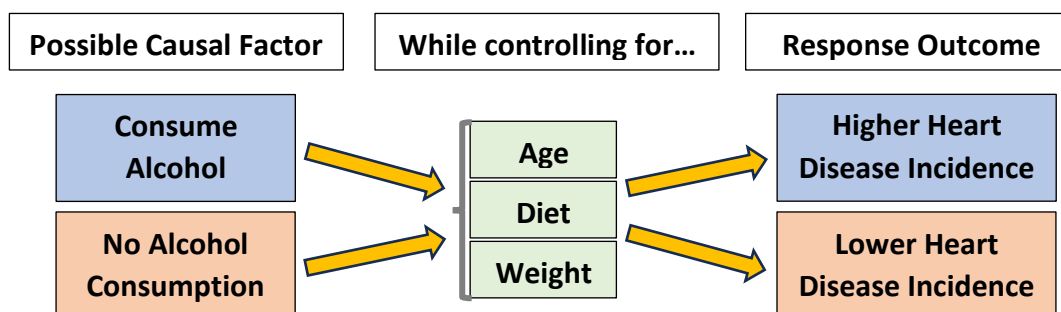 Possible Causal Factor
While controlling for…
Response Outcome
Consume
Alcohol
Age
Diet
Weight
Higher Heart
Disease Incidence
No Alcohol
Consumption
Lower Heart
Disease Incidence